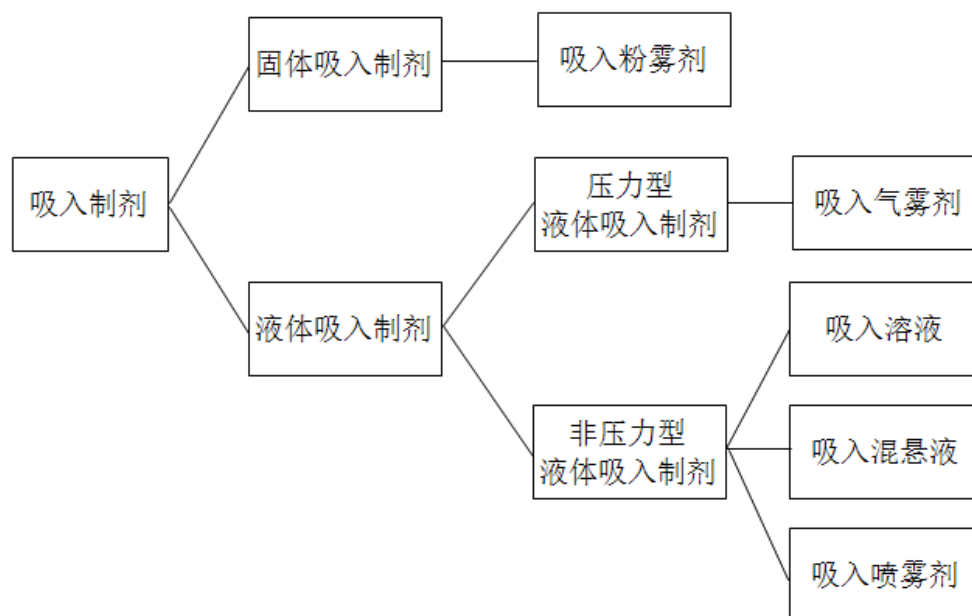 固体吸入制剂
吸入粉雾剂
吸入制剂
压力型
液体吸入制剂
吸入气雾剂
液体吸入制剂
吸入溶液
非压力型
液体吸入制剂
吸入混悬液
吸入喷雾剂